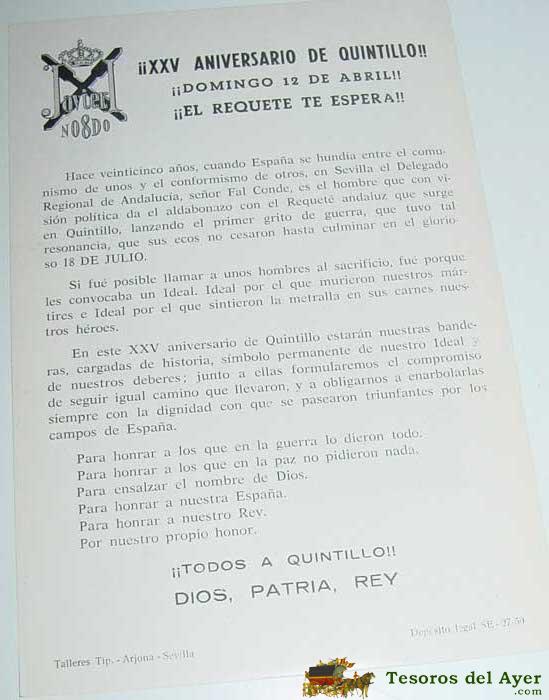 ¡¡XXV ANIVERSARIO DE QUINTILLO!!
¡¡DOMINGO 12 DE ABRIL!!
¡¡EL REQUETE TE ESPERA!!
NO8DO
Hace veinticinco años, cuando España se hundía entre el comu-
nismo de unos y el conformismo de otros, en Sevilla el Delegado
Regional de Andalucía, señor Fal Conde, es el hombre que con vi-
sión política da el aldabonazo con el Requeté andaluz que surge
en Quintillo, lanzando el primer grito de guerra, que tuvo tal
resonancia, que sus ecos no cesaron hasta culminar en el glorio-
so 18 DE JULIO.
Si fué posible llamar a unos hombres al sacrificio, fué porque
les convocaba un Ideal. Ideal por el que murieron nuestros már-
tires e Ideal por el que sintieron la metralla en sus carnes nues-
tros héroes.
En este XXV aniversario de Quintillo estarán nuestras bande-
ras, cargadas de historia, símbolo permanente de nuestro Ideal y
de nuestros deberes; junto a ellas formularemos el compromiso
de seguir igual camino que llevaron, y a obligarnos a enarbolarlas
siempre con la dignidad con que se pasearon triunfantes por los
campos de España.
Para honrar a los que en la guerra lo dieron todo.
Para honrar a los que en la paz no pidieron nada.
Para ensalzar el nombre de Dios.
Para honrar a nuestra España.
Para honrar a nuestro Rey.
Por nuestro propio honor.
¡¡TODOS A QUINTILLO!!
DIOS, PATRIA, REY
Talleres Tip. - Arjona - Sevilla
Depósito legal SE - 27-59
Tesoros del Ayer
.com